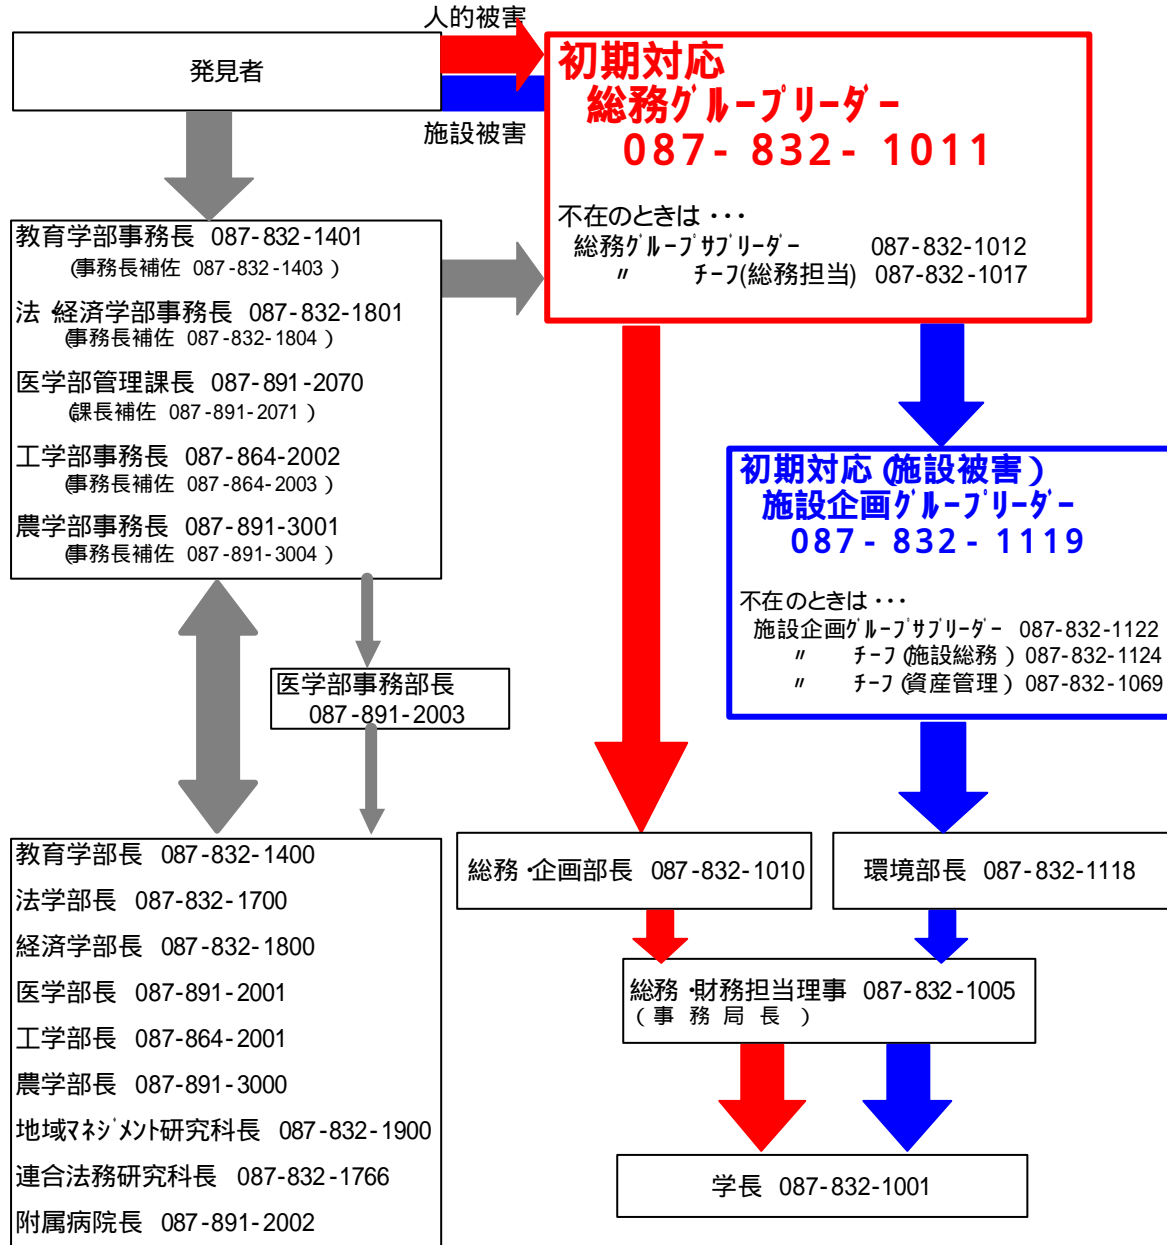 人的被害
発見者
施設被害
初期対応
総務グループリーダー
087-832-1011
不在のときは・・・
総務グループサブリーダー 087-832-1012
〃 チーフ(総務担当) 087-832-1017
教育学部事務長 087-832-1401
(事務長補佐 087-832-1403)
法・経済学部事務長 087-832-1801
(事務長補佐 087-832-1804)
医学部管理課長 087-891-2070
(課長補佐 087-891-2071)
工学部事務長 087-864-2002
(事務長補佐 087-864-2003)
農学部事務長 087-891-3001
(事務長補佐 087-891-3004)
初期対応(施設被害)
施設企画グループリーダー
087-832-1119
不在のときは・・・
施設企画グループサブリーダー 087-832-1122
〃 チーフ(施設総務) 087-832-1124
〃 チーフ(資産管理) 087-832-1069
医学部事務部長
087-891-2003
教育学部長 087-832-1400
法学部長 087-832-1700
経済学部長 087-832-1800
医学部長 087-891-2001
工学部長 087-864-2001
農学部長 087-891-3000
地域マネジメント研究科長 087-832-1900
連合法務研究科長 087-832-1766
附属病院長 087-891-2002
総務・企画部長 087-832-1010
環境部長 087-832-1118
総務・財務担当理事 087-832-1005
(事務局長)
学長 087-832-1001